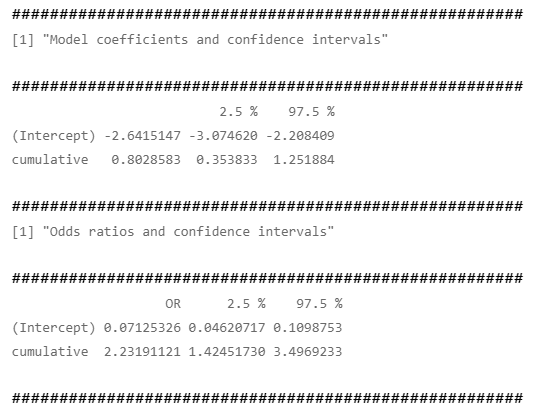 ######################################################
[1] "Model coefficients and confidence intervals"
######################################################
2.5 % 97.5 %
(Intercept) -2.6415147 -3.074620 -2.208409
cumulative 0.8028583 0.353833 1.251884
######################################################
[1] "Odds ratios and confidence intervals"
######################################################
OR 2.5 % 97.5 %
(Intercept) 0.07125326 0.04620717 0.1098753
cumulative 2.23191121 1.42451730 3.4969233
######################################################